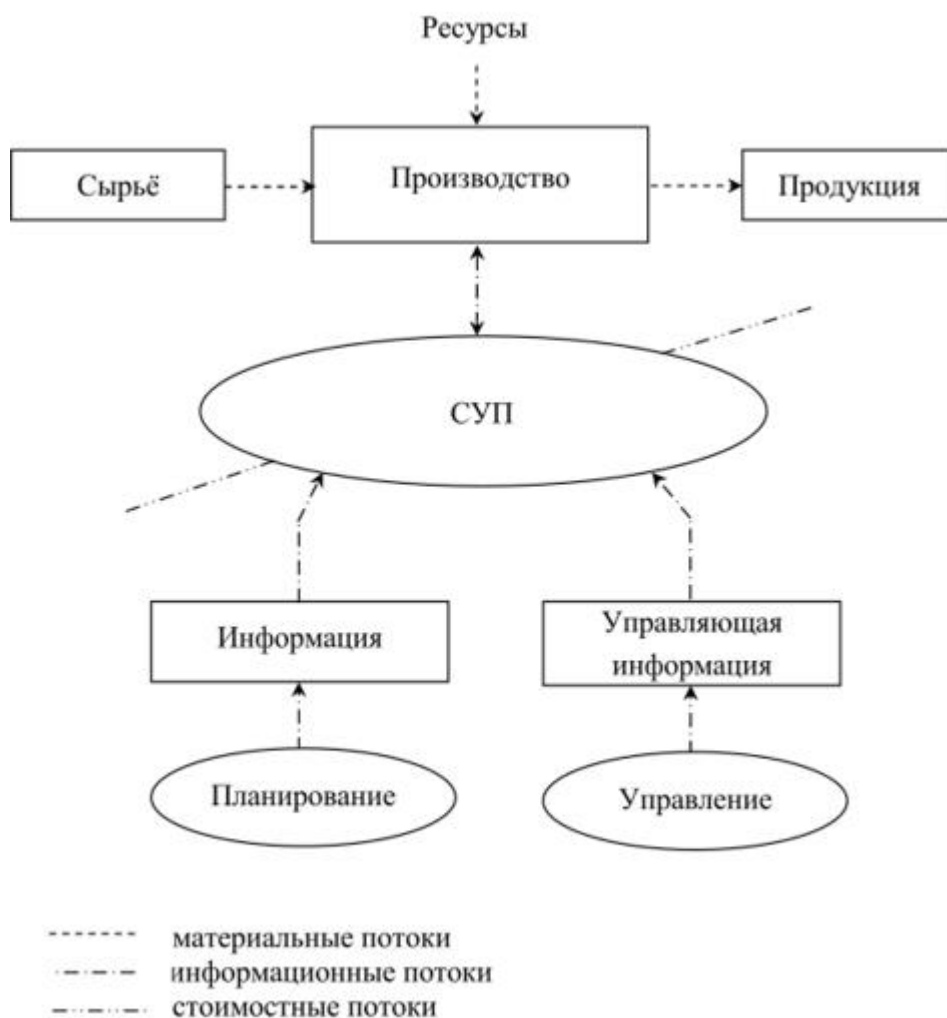 Ресурсы
Сырьё
Производство
Продукция
СУП
Информация
Управляющая
информация
Планирование
Управление
материальные потоки
информационные потоки
стоимостные потоки